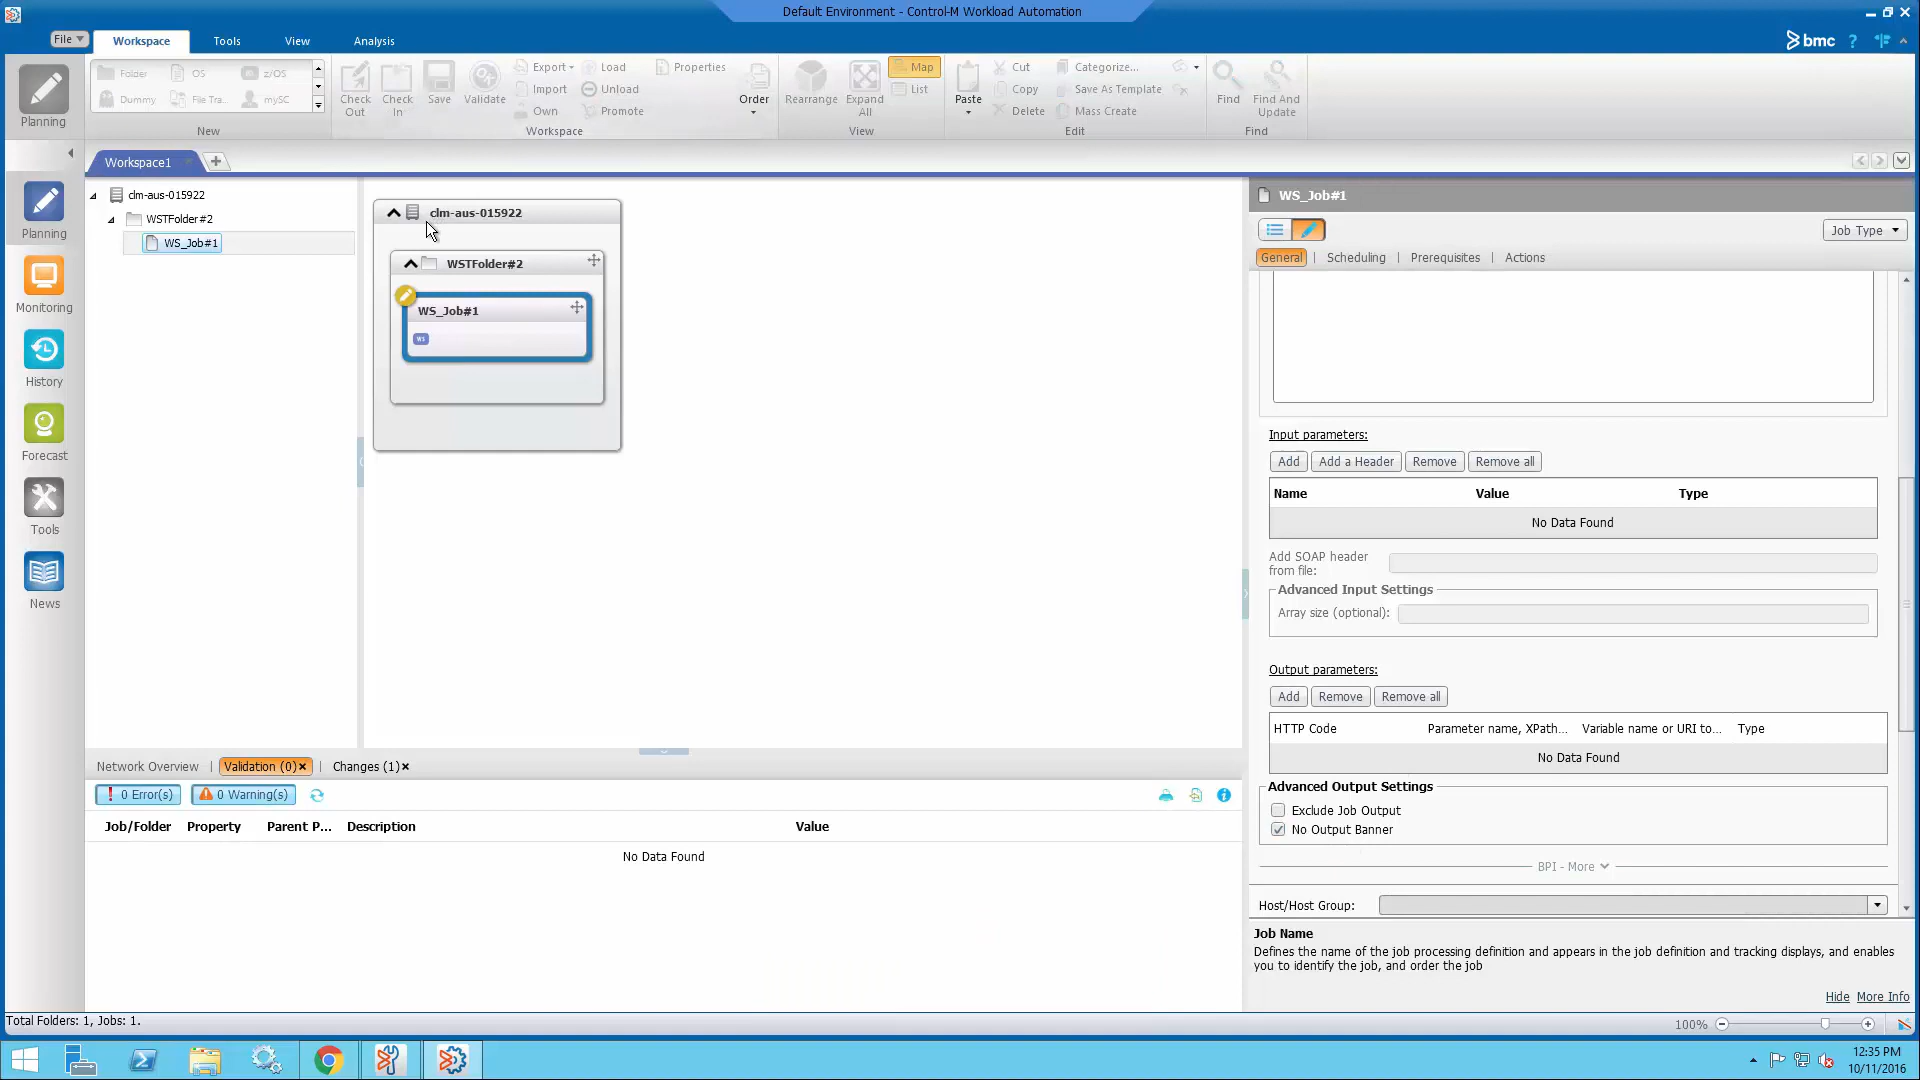 Default Environment - Control-M Workload Automation
File
Workspace
Tools
View
Analysis
bmc
?
Planning
Folder
OS
z/OS
Dummy
File Tra..
mySC
New
Check Out
Check In
Save
Validate
Export
Import
Own
Load
Unload
Promote
Properties
Order
Workspace
Rearrange
Expand All
Map
List
View
Paste
Cut
Copy
Delete
Categorize...
Save As Template
Mass Create
Edit
Find
Find And Update
Find
Workspace1
+
Planning
Monitoring
History
Forecast
Tools
News
clm-aus-015922
WSTFolder#2
WS_Job#1
clm-aus-015922
WSTFolder#2
WS_Job#1
WS
WS_Job#1
Job Type
General | Scheduling | Prerequisites | Actions
Input parameters:
Add
Add a Header
Remove
Remove all
Name Value Type
No Data Found
Add SOAP header from file:
Advanced Input Settings
Array size (optional):
Output parameters:
Add
Remove
Remove all
HTTP Code Parameter name, XPath... Variable name or URI to... Type
No Data Found
Advanced Output Settings
Exclude Job Output
No Output Banner
BPI - More
Host/Host Group:
Job Name
Defines the name of the job processing definition and appears in the job definition and tracking displays, and enables
you to identify the job, and order the job
Hide More Info
Network Overview | Validation (0) | Changes (1)
0 Error(s)
0 Warning(s)
Job/Folder Property Parent P... Description Value
No Data Found
Total Folders: 1, Jobs: 1.
100%
12:35 PM
10/11/2016